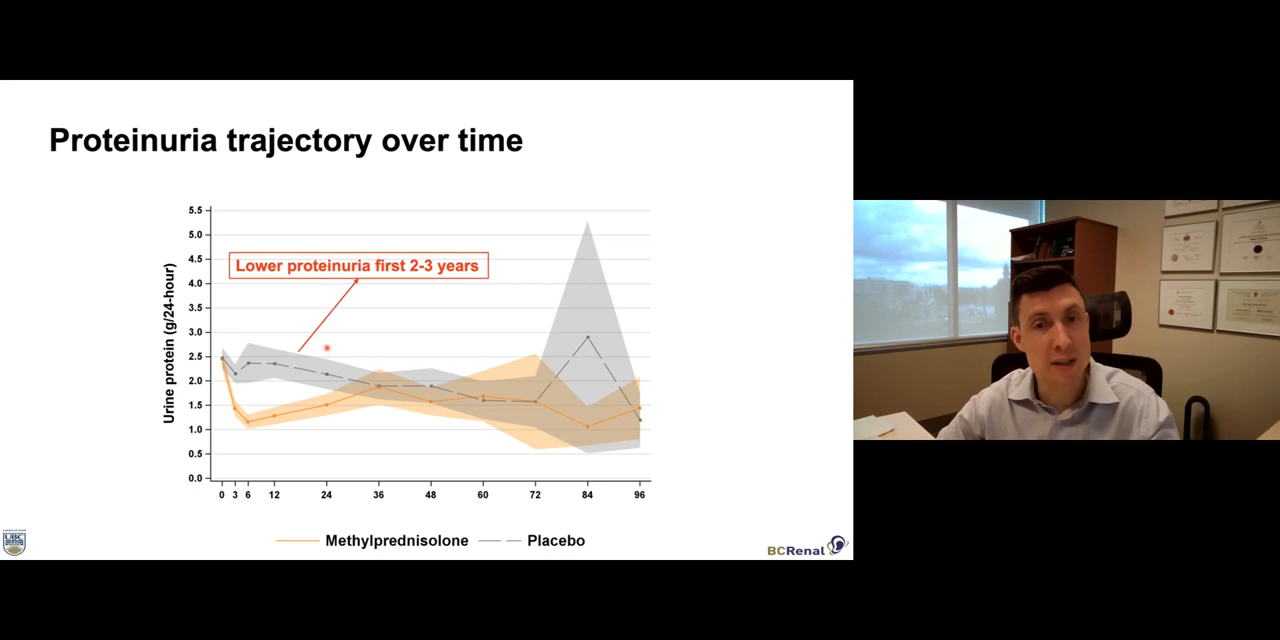 Proteinuria trajectory over time
Urine protein (g/24-hour)
5.5
5.0
4.5
4.0
3.5
3.0
2.5
2.0
1.5
1.0
0.5
0.0
Lower proteinuria first 2-3 years
0 3 6 12 24 36 48 60 72 84 96
Methylprednisolone Placebo
UBC
BCRenal